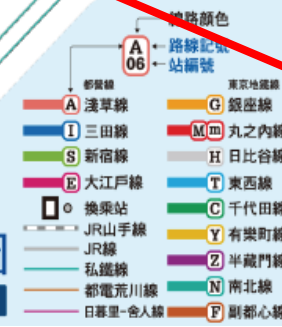 線路顏色
A 06
路線記號
站編號
都營線
A 淺草線
I 三田線
S 新宿線
E 大江戶線
換乘站
JR山手線
JR線
私鐵線
都電荒川線
日暮里-舍人線
東京地鐵線
G 銀座線
M m 丸之內線
H 日比谷線
T 東西線
C 千代田線
Y 有樂町線
Z 半藏門線
N 南北線
F 副都心線